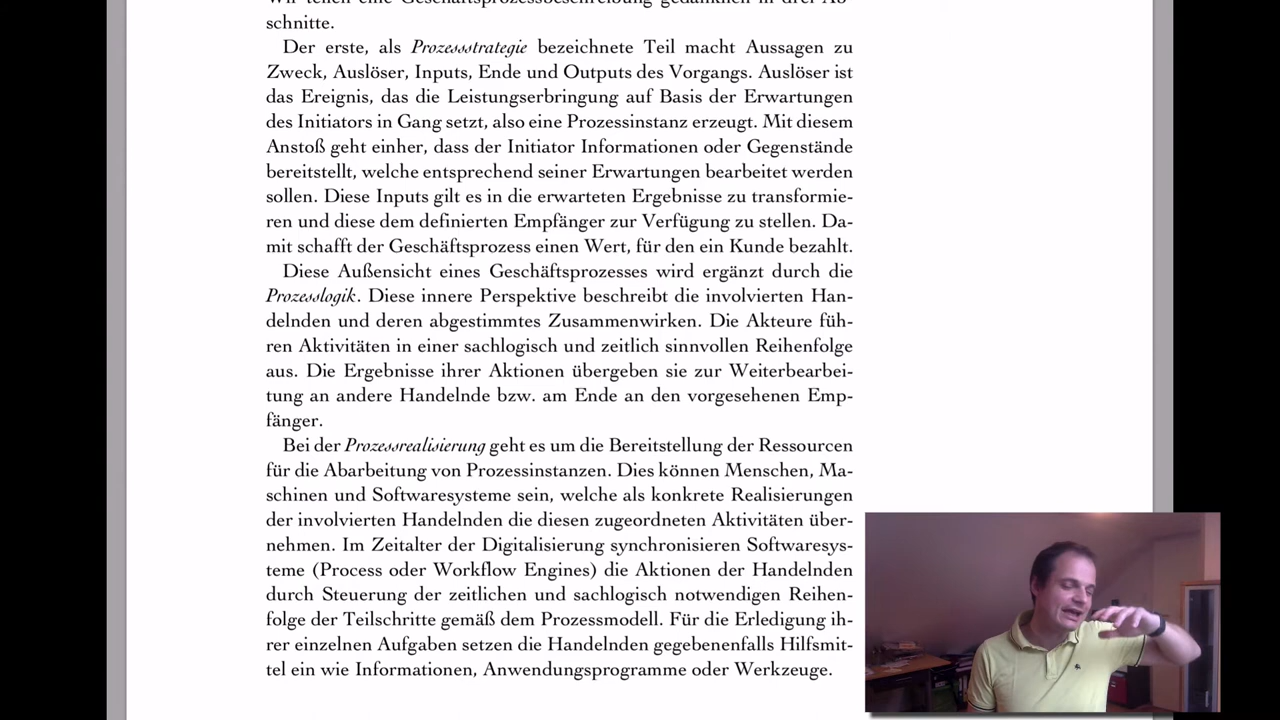 Wir teilen eine Geschäftsprozessbeschreibung gedanklich in drei Ab-
schnitte.
Der erste, als Prozessstrategie bezeichnete Teil macht Aussagen zu
Zweck, Auslöser, Inputs, Ende und Outputs des Vorgangs. Auslöser ist
das Ereignis, das die Leistungserbringung auf Basis der Erwartungen
des Initiators in Gang setzt, also eine Prozessinstanz erzeugt. Mit diesem
Anstoß geht einher, dass der Initiator Informationen oder Gegenstände
bereitstellt, welche entsprechend seiner Erwartungen bearbeitet werden
sollen. Diese Inputs gilt es in die erwarteten Ergebnisse zu transformie-
ren und diese dem definierten Empfänger zur Verfügung zu stellen. Da-
mit schafft der Geschäftsprozess einen Wert, für den ein Kunde bezahlt.
Diese Außensicht eines Geschäftsprozesses wird ergänzt durch die
Prozesslogik. Diese innere Perspektive beschreibt die involvierten Han-
delnden und deren abgestimmtes Zusammenwirken. Die Akteure füh-
ren Aktivitäten in einer sachlogisch und zeitlich sinnvollen Reihenfolge
aus. Die Ergebnisse ihrer Aktionen übergeben sie zur Weiterbearbei-
tung an andere Handelnde bzw. am Ende an den vorgesehenen Emp-
fänger.
Bei der Prozessrealisierung geht es um die Bereitstellung der Ressourcen
für die Abarbeitung von Prozessinstanzen. Dies können Menschen, Ma-
schinen und Softwaresysteme sein, welche als konkrete Realisierungen
der involvierten Handelnden die diesen zugeordneten Aktivitäten über-
nehmen. Im Zeitalter der Digitalisierung synchronisieren Softwaresys-
teme (Process oder Workflow Engines) die Aktionen der Handelnden
durch Steuerung der zeitlichen und sachlogisch notwendigen Reihen-
folge der Teilschritte gemäß dem Prozessmodell. Für die Erledigung ih-
rer einzelnen Aufgaben setzen die Handelnden gegebenenfalls Hilfsmit-
tel ein wie Informationen, Anwendungsprogramme oder Werkzeuge.